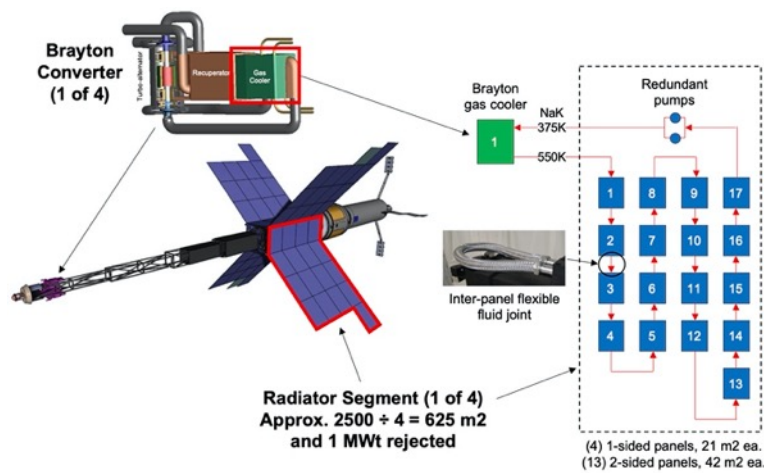 Brayton
Converter
(1 of 4)
Turbo-alternator
Recuperator
Gas
Cooler
Brayton
gas cooler
1
NaK
375K
550K
Redundant
pumps
1
8
9
17
2
7
10
16
3
6
11
15
4
5
12
14
13
Inter-panel flexible
fluid joint
Radiator Segment (1 of 4)
Approx. 2500 ÷ 4 = 625 m2
and 1 MWt rejected
(4) 1-sided panels, 21 m2 ea.
(13) 2-sided panels, 42 m2 ea.